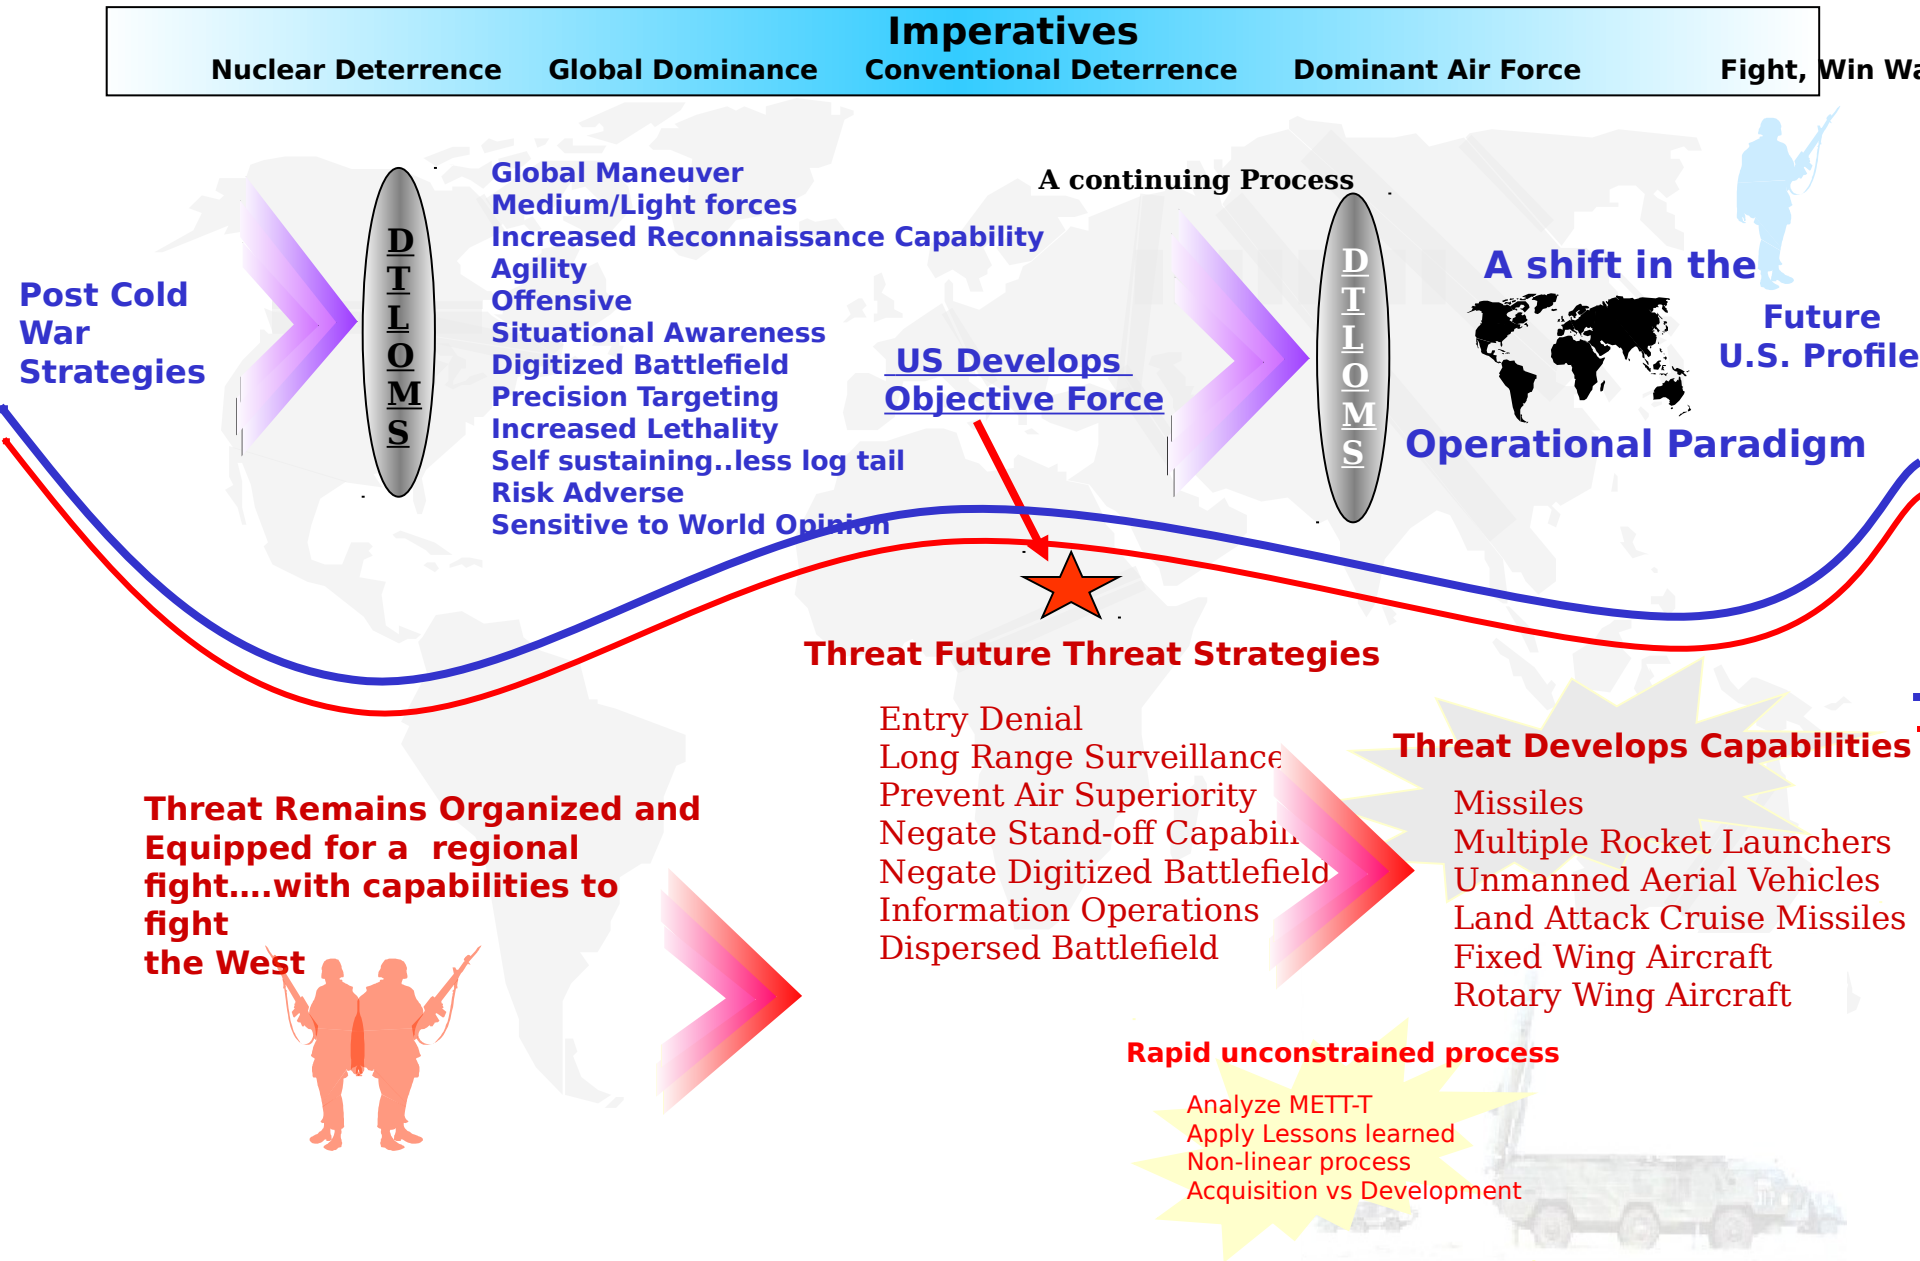 Imperatives
Nuclear Deterrence Global Dominance Conventional Deterrence Dominant Air Force Fight, Win
Post Cold
War
Strategies
D
T
L
O
M
S
Global Maneuver
Medium/Light forces
Increased Reconnaissance Capability
Agility
Offensive
Situational Awareness
Digitized Battlefield
Precision Targeting
Increased Lethality
Self sustaining..less log tail
Risk Adverse
Sensitive to World Opinion
US Develops
Objective Force
A continuing Process
D
T
L
O
M
S
A shift in the
Operational Paradigm
Future
U.S. Profile
Threat Remains Organized and
Equipped for a regional
fight....with capabilities to
fight
the West
Threat Future Threat Strategies
Entry Denial
Long Range Surveillance
Prevent Air Superiority
Negate Stand-off
Negate Digitized Battlefield
Information Operations
Dispersed Battlefield
Threat Develops Capabilities
Missiles
Multiple Rocket Launchers
Unmanned Aerial Vehicles
Land Attack Cruise Missiles
Fixed Wing Aircraft
Rotary Wing Aircraft
Rapid unconstrained process
Analyze METT-T
Apply Lessons learned
Non-linear process
Acquisition vs Development